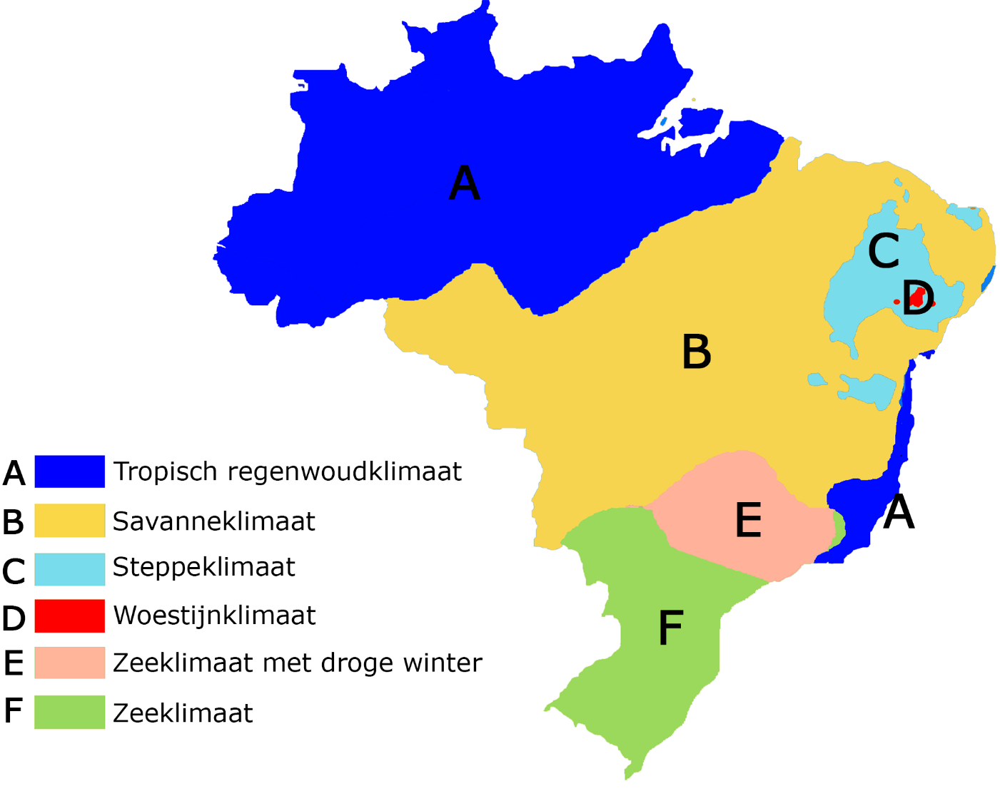 A
C
D
B
A
E
F
A Tropisch regenwoudklimaat
B Savanneklimaat
C Steppeklimaat
D Woestijnklimaat
E Zeeklimaat met droge winter
F Zeeklimaat